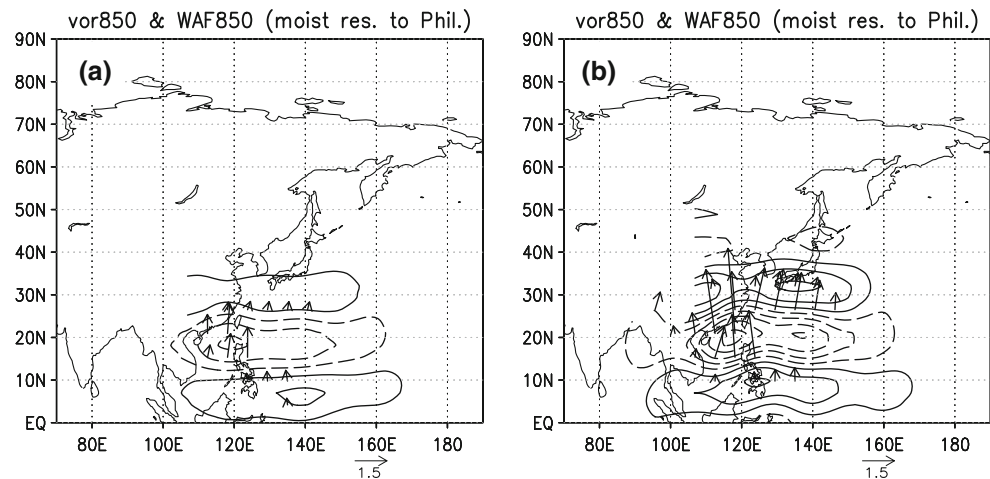 vor850 & WAF850 (moist res. to Phil.)
(a)
90N
80N
70N
60N
50N
40N
30N
20N
10N
EQ
80E 100E 120E 140E 160E 180
1.5
vor850 & WAF850 (moist res. to Phil.)
(b)
90N
80N
70N
60N
50N
40N
30N
20N
10N
EQ
80E 100E 120E 140E 160E 180
1.5